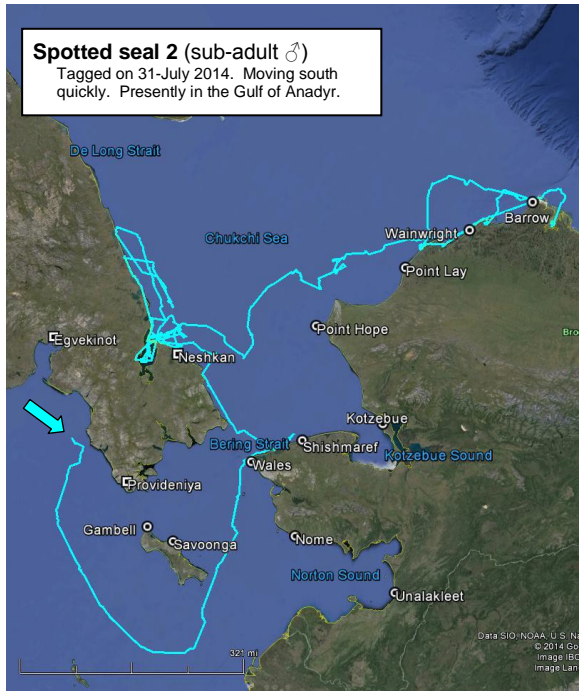 Spotted seal 2 (sub-adult ♂)
Tagged on 31-July 2014. Moving south
quickly. Presently in the Gulf of Anadyr.
De Long Strait
Barrow
Wainwright
Chukchi Sea
Point Lay
Point Hope
Bro
Egvekinot
Neshkan
Kotzebue
Bering Strait
Shishmaref
Kotzebue Sound
Wales
Provideniya
Gambell
Savoonga
Nome
Norton Sound
Unalakleet
Data SIO, NOAA, U.S. Na
© 2014 Go
Image IBC
Image Lan
321 mi